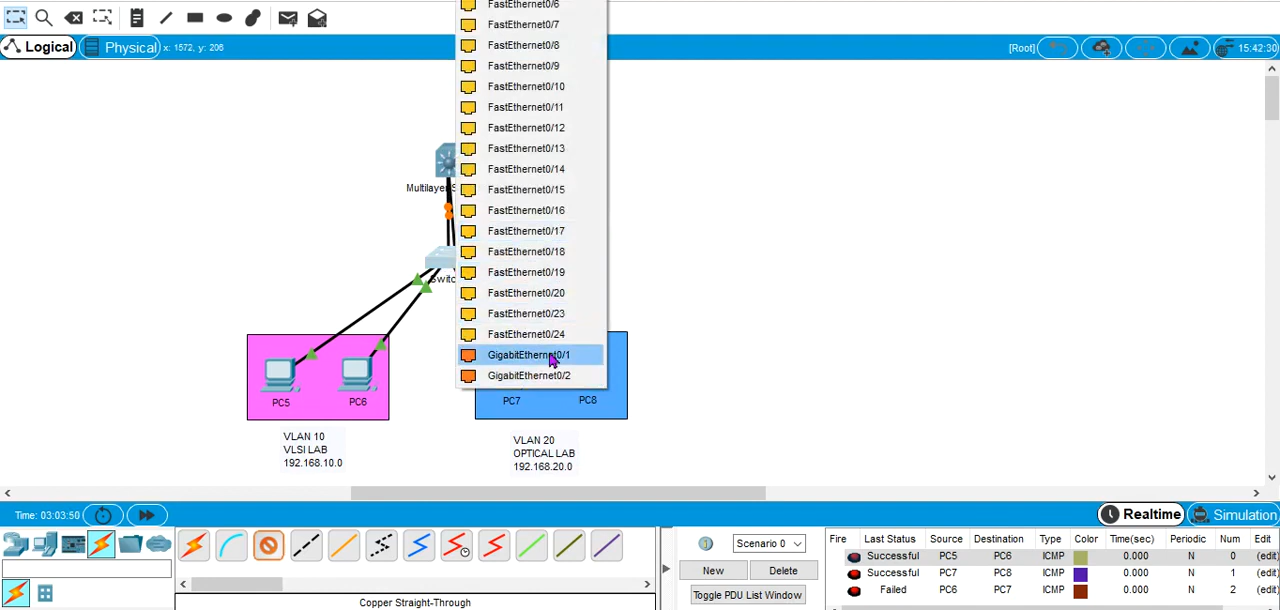 FastEthernet0/6
FastEthernet0/7
Logical
Physical
x: 1572, y: 206
[Root]
15:42:30
FastEthernet0/8
FastEthernet0/9
FastEthernet0/10
FastEthernet0/11
FastEthernet0/12
FastEthernet0/13
FastEthernet0/14
FastEthernet0/15
FastEthernet0/16
FastEthernet0/17
FastEthernet0/18
FastEthernet0/19
FastEthernet0/20
FastEthernet0/23
FastEthernet0/24
GigabitEthernet0/1
GigabitEthernet0/2
Multilayer S
Switc
PC5
PC6
PC7
PC8
VLAN 10
VLSI LAB
192.168.10.0
VLAN 20
OPTICAL LAB
192.168.20.0
Time: 03:03:50
Realtime
Simulation
Scenario 0
New
Delete
Toggle PDU List Window
Copper Straight-Through
Fire Last Status Source Destination Type Color Time(sec) Periodic Num Edit
Successful PC5 PC6 ICMP 0.000 N 0 (edit)
Successful PC7 PC8 ICMP 0.000 N 1 (edit)
Failed PC6 PC7 ICMP 0.000 N 2 (edit)